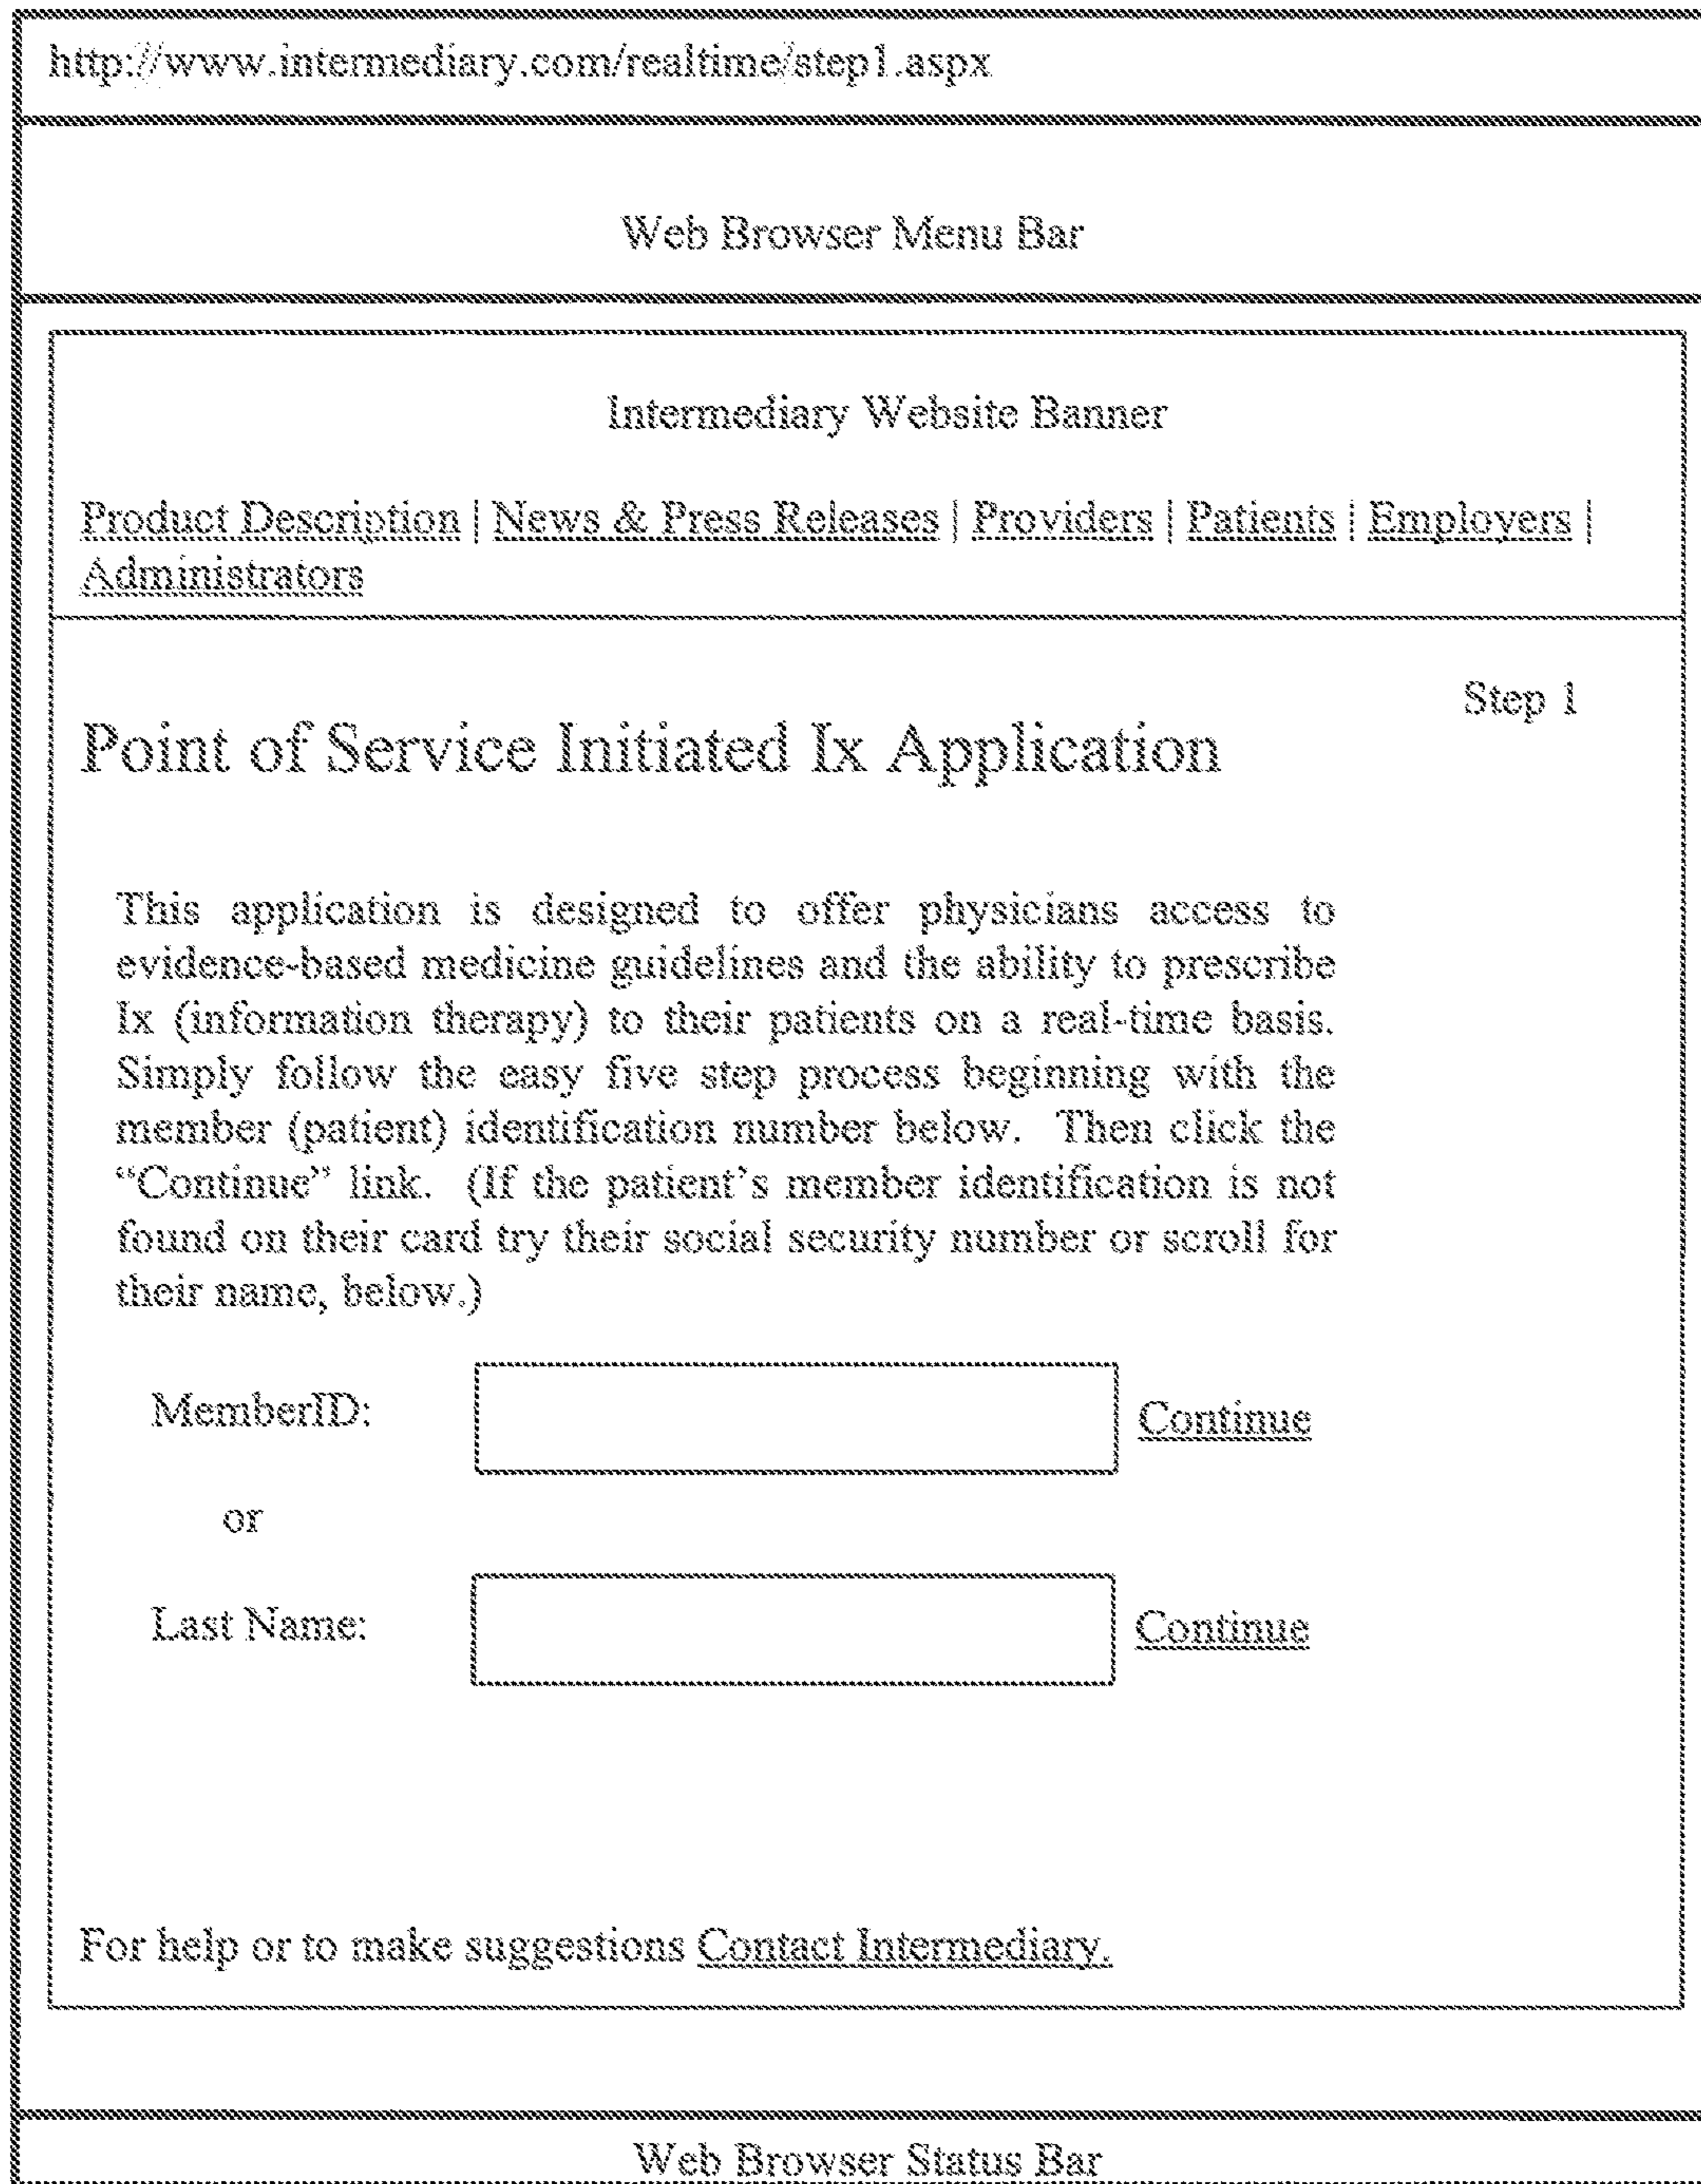 http://www.intermediary.com/realtime/step1.aspx
Web Browser Menu Bar
Intermediary Website Banner
Product Description | News & Press Releases | Providers | Patients | Employers |
Administrators
Step 1
Point of Service Initiated Ix Application
This application is designed to offer physicians access to
evidence-based medicine guidelines and the ability to prescribe
Ix (information therapy) to their patients on a real-time basis.
Simply follow the easy five step process beginning with the
member (patient) identification number below. Then click the
“Continue” link. (If the patient’s member identification is not
found on their card try their social security number or scroll for
their name, below.)
MemberID: Continue
or
Last Name: Continue
For help or to make suggestions Contact Intermediary.
Web Browser Status Bar